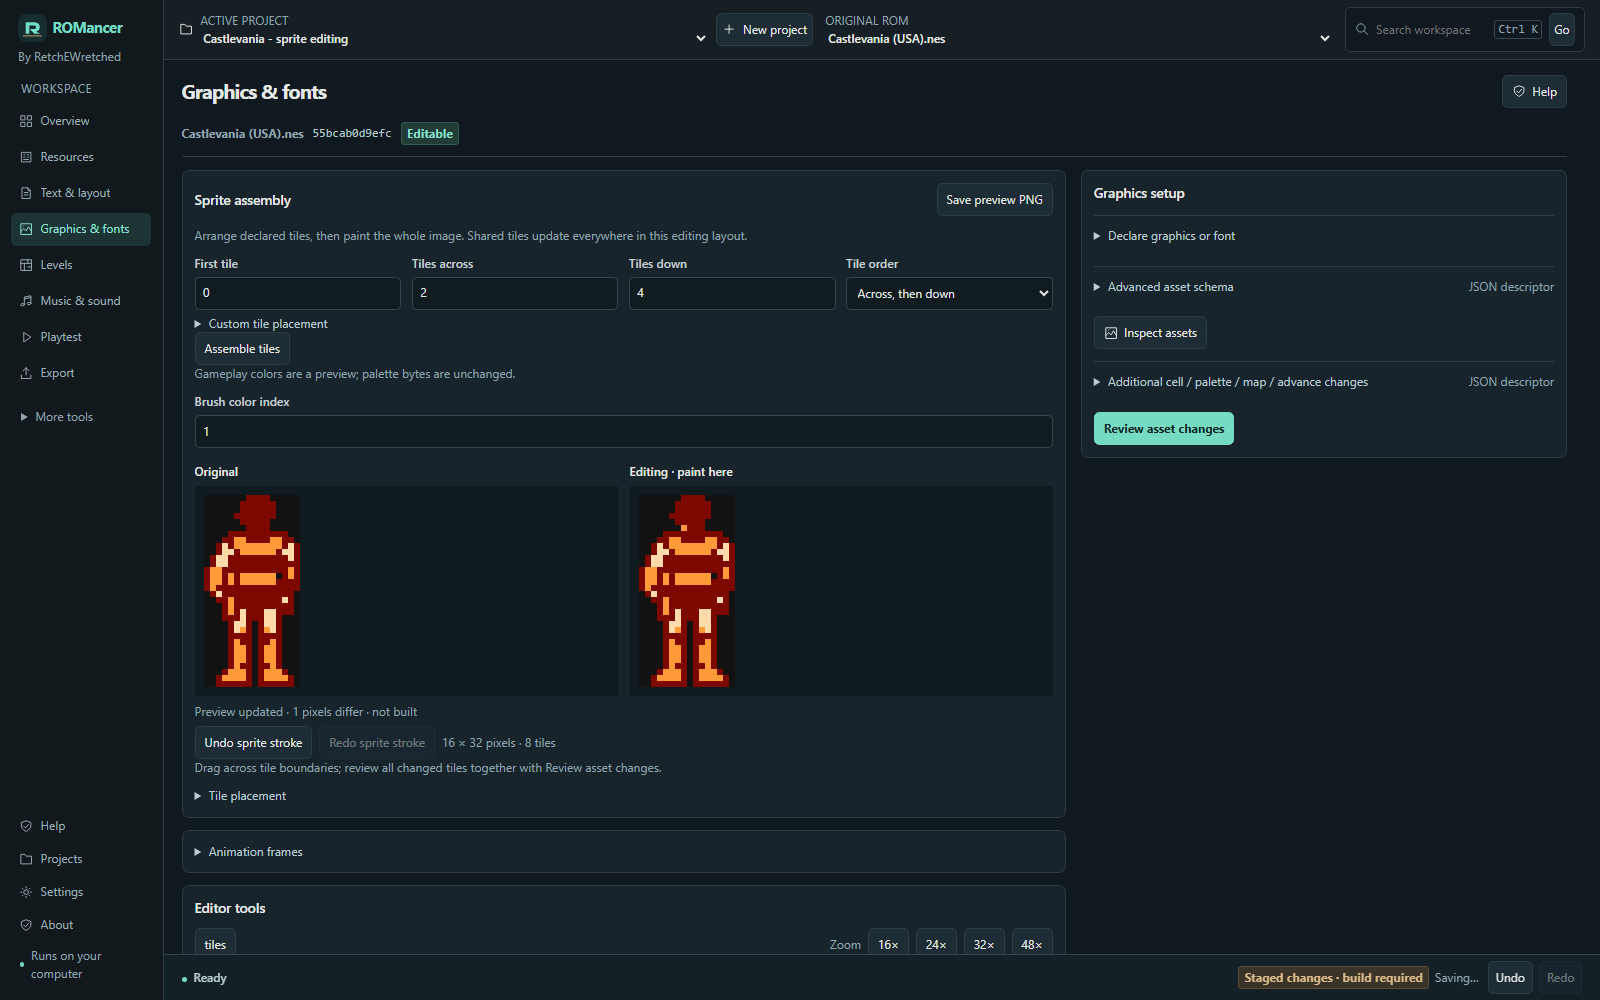 ROMancer
By RetchEWretched
WORKSPACE
Overview
Resources
Text & layout
Graphics & fonts
Levels
Music & sound
Playtest
Export
More tools
Help
Projects
Settings
About
Runs on your
computer
ACTIVE PROJECT
Castlevania - sprite editing
New project
ORIGINAL ROM
Castlevania (USA).nes
Search workspace
Ctrl K
Go
Graphics & fonts
Help
Castlevania (USA).nes 55bcab0d9efc Editable
Sprite assembly
Save preview PNG
Arrange declared tiles, then paint the whole image. Shared tiles update everywhere in this editing layout.
First tile
Tiles across
Tiles down
Tile order
0
2
4
Across, then down
Custom tile placement
Assemble tiles
Gameplay colors are a preview; palette bytes are unchanged.
Brush color index
1
Original
Editing · paint here
Preview updated · 1 pixels differ · not built
Undo sprite stroke
Redo sprite stroke
16 × 32 pixels · 8 tiles
Drag across tile boundaries; review all changed tiles together with Review asset changes.
Tile placement
Animation frames
Editor tools
tiles
Zoom
16×
24×
32×
48×
Graphics setup
Declare graphics or font
Advanced asset schema
JSON descriptor
Inspect assets
Additional cell / palette / map / advance changes
JSON descriptor
Review asset changes
Ready
Staged changes · build required
Saving...
Undo
Redo